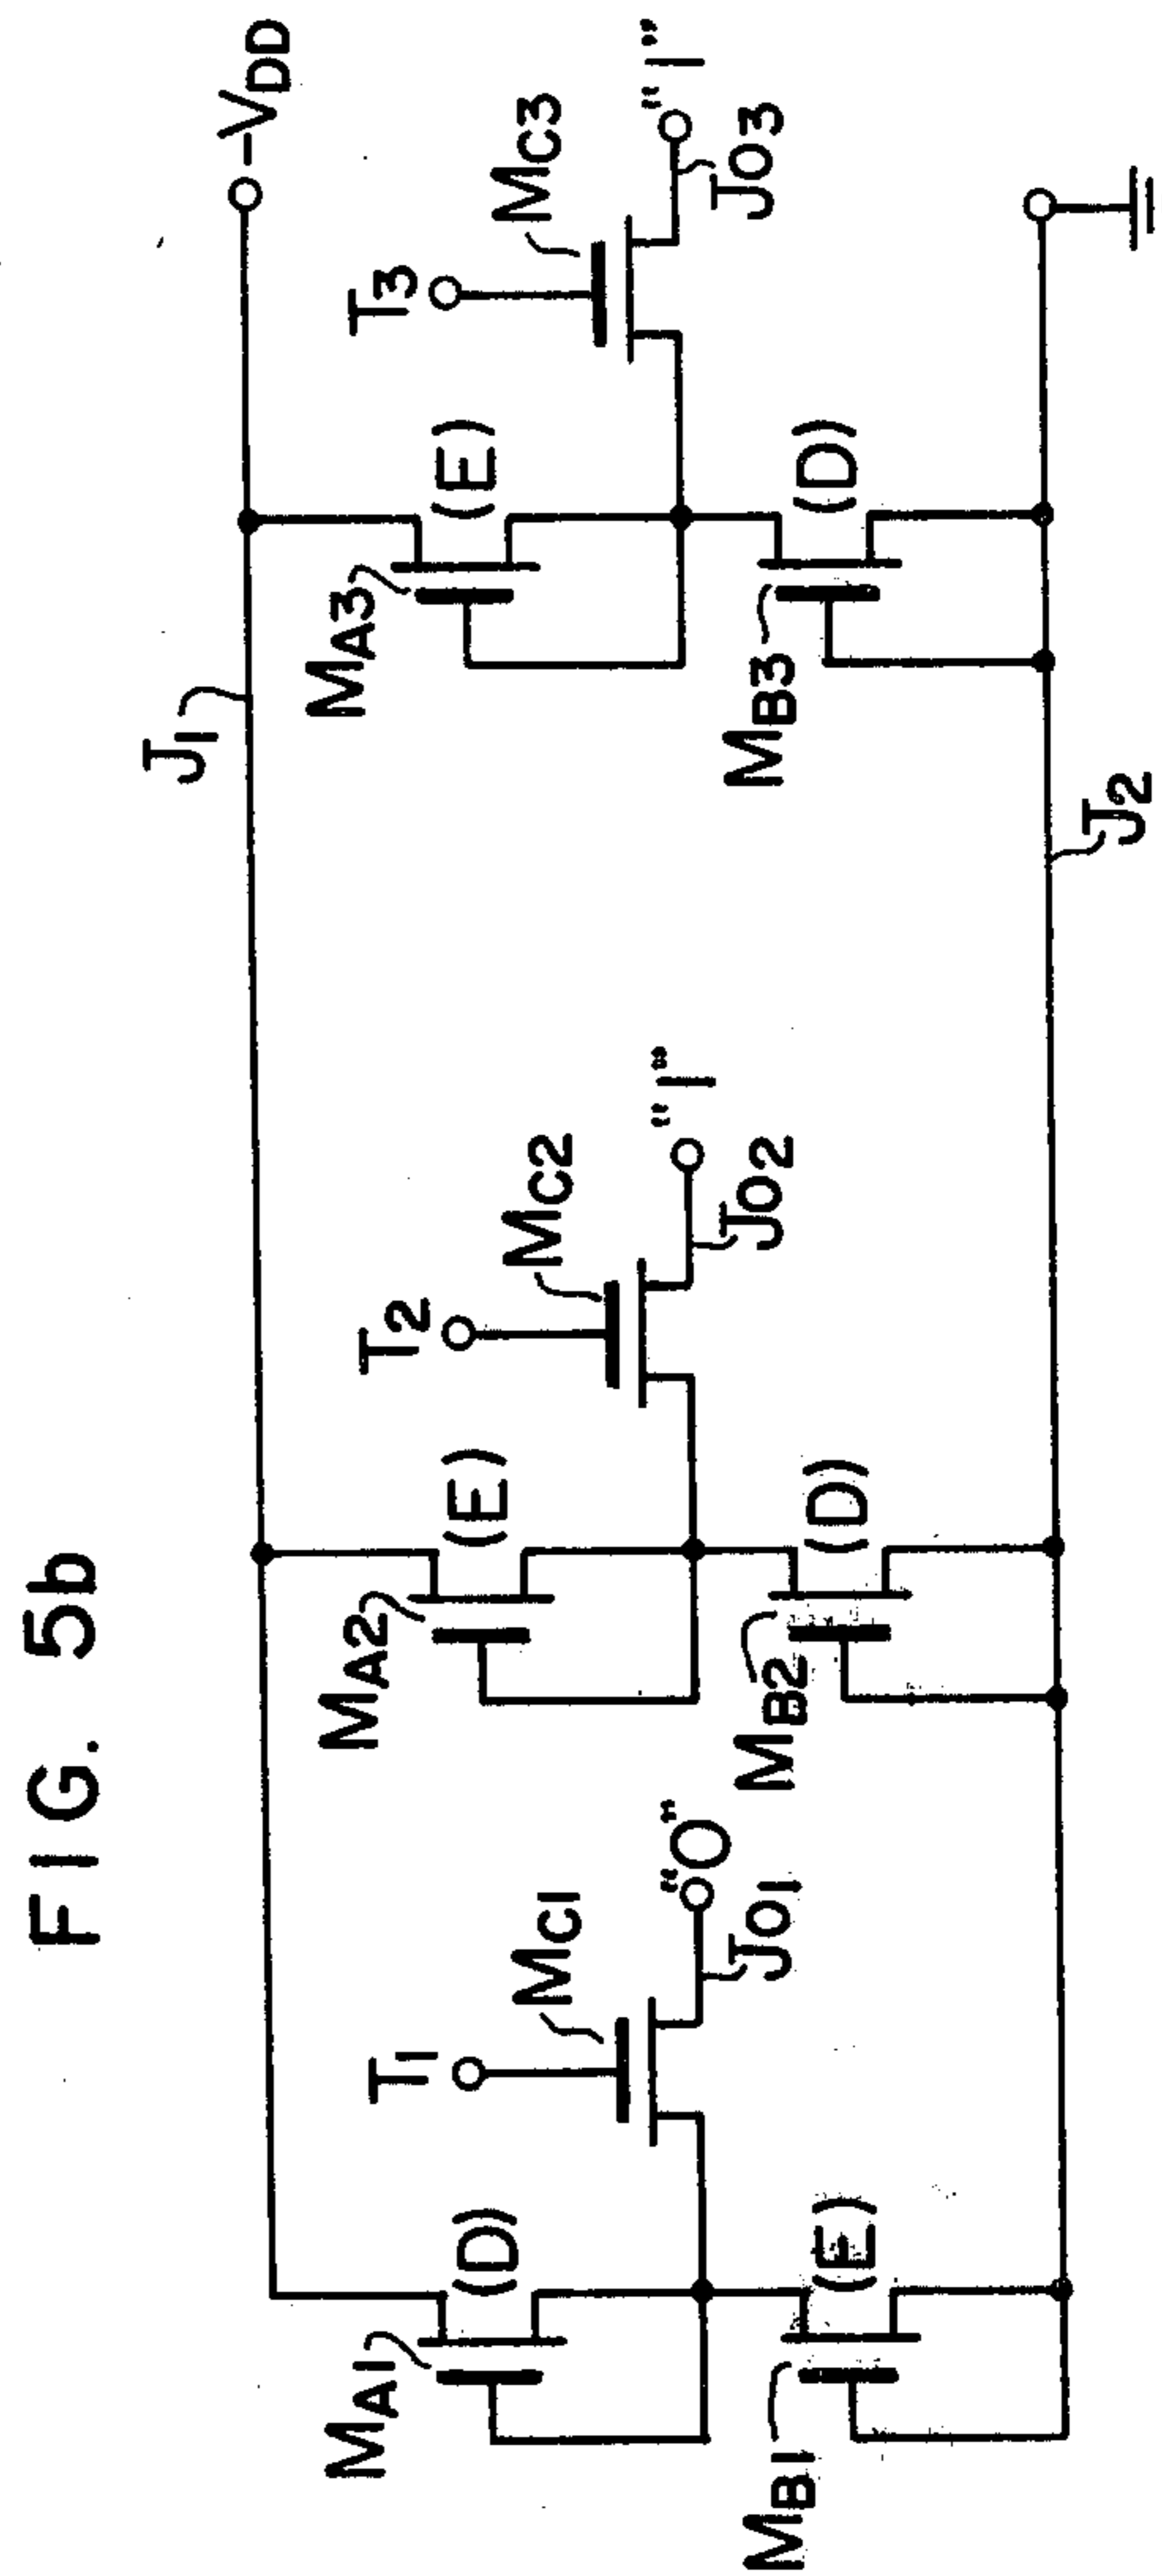 FIG. 5b
J1
-VDD
MA1
(D)
T1
MC1
"0"
JO1
MB1
(E)
MA2
(E)
T2
MC2
"1"
JO2
MB2
(D)
MA3
(E)
T3
MC3
"1"
JO3
MB3
(D)
J2